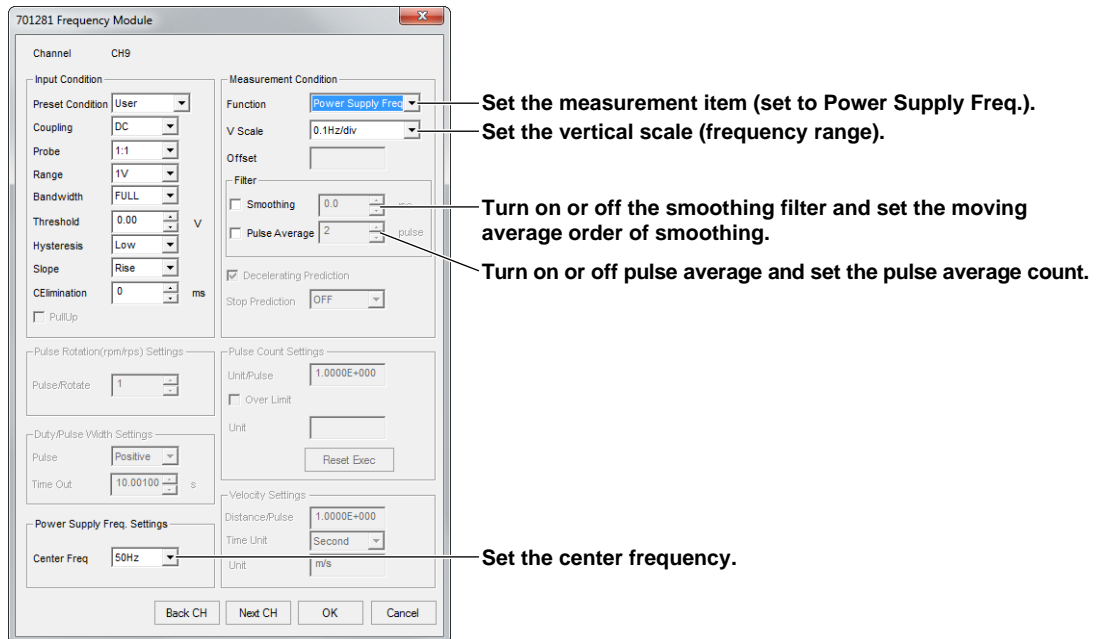 701281 Frequency Module
Channel CH9
Input Condition
Preset Condition User
Coupling DC
Probe 1:1
Range 1V
Bandwidth FULL
Threshold 0.00 V
Hysteresis Low
Slope Rise
CElimination 0 ms
PullUp
Pulse Rotation(rpm/rps) Settings
Pulse/Rotate 1
Duty/Pulse Width Settings
Pulse Positive
Time Out 10.00100 s
Power Supply Freq. Settings
Center Freq 50Hz
Measurement Condition
Function Power Supply Freq
V Scale 0.1Hz/div
Offset
Filter
Smoothing 0.0
Pulse Average 2 pulse
Decelerating Prediction
Stop Prediction OFF
Pulse Count Settings
Unit/Pulse 1.0000E+000
Over Limit
Unit
Reset Exec
Velocity Settings
Distance/Pulse 1.0000E+000
Time Unit Second
Unit m/s
Back CH Next CH OK Cancel
Set the measurement item (set to Power Supply Freq.).
Set the vertical scale (frequency range).
Turn on or off the smoothing filter and set the moving
average order of smoothing.
Turn on or off pulse average and set the pulse average count.
Set the center frequency.